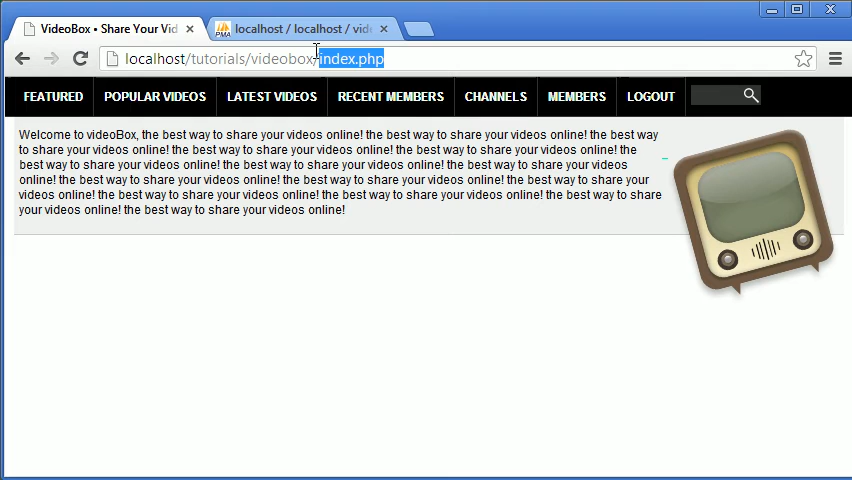 VideoBox • Share Your Vid
PMA localhost / localhost / vide
localhost/tutorials/videobox/index.php
FEATURED POPULAR VIDEOS LATEST VIDEOS RECENT MEMBERS CHANNELS MEMBERS LOGOUT
Welcome to videoBox, the best way to share your videos online! the best way to share your videos online! the best way
to share your videos online! the best way to share your videos online! the best way to share your videos online! the
best way to share your videos online! the best way to share your videos online! the best way to share your videos
online! the best way to share your videos online! the best way to share your videos online! the best way to share your
videos online! the best way to share your videos online! the best way to share your videos online! the best way to share
your videos online! the best way to share your videos online!